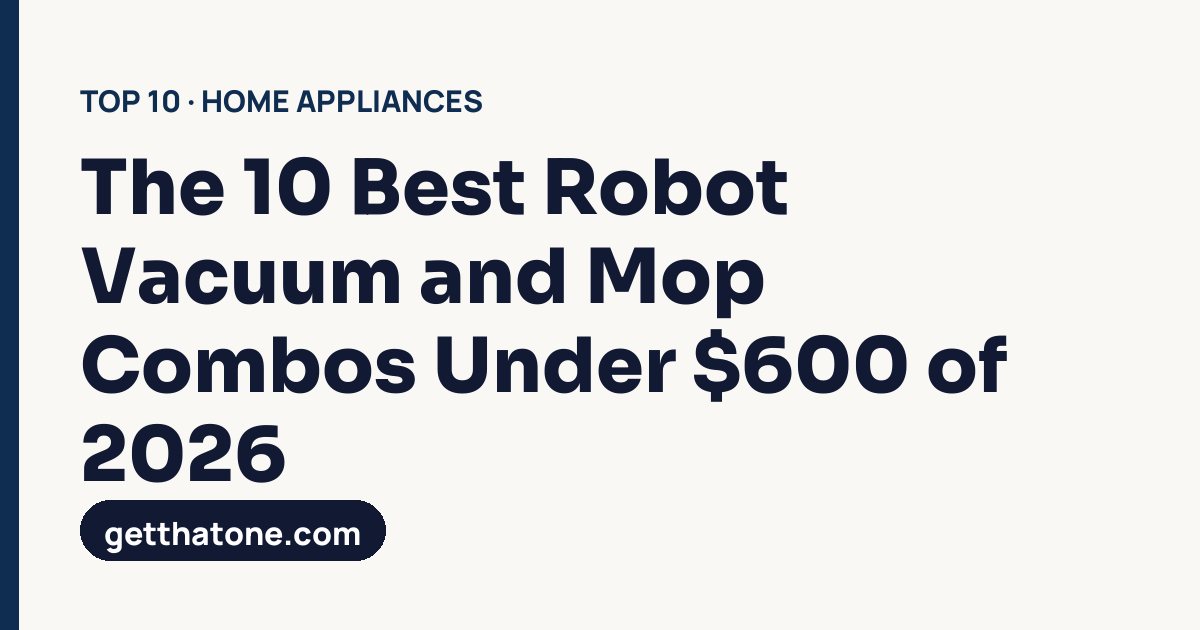 TOP 10 · HOME APPLIANCES
The 10 Best Robot
Vacuum and Mop
Combos Under $600 of
2026
getthatone.com